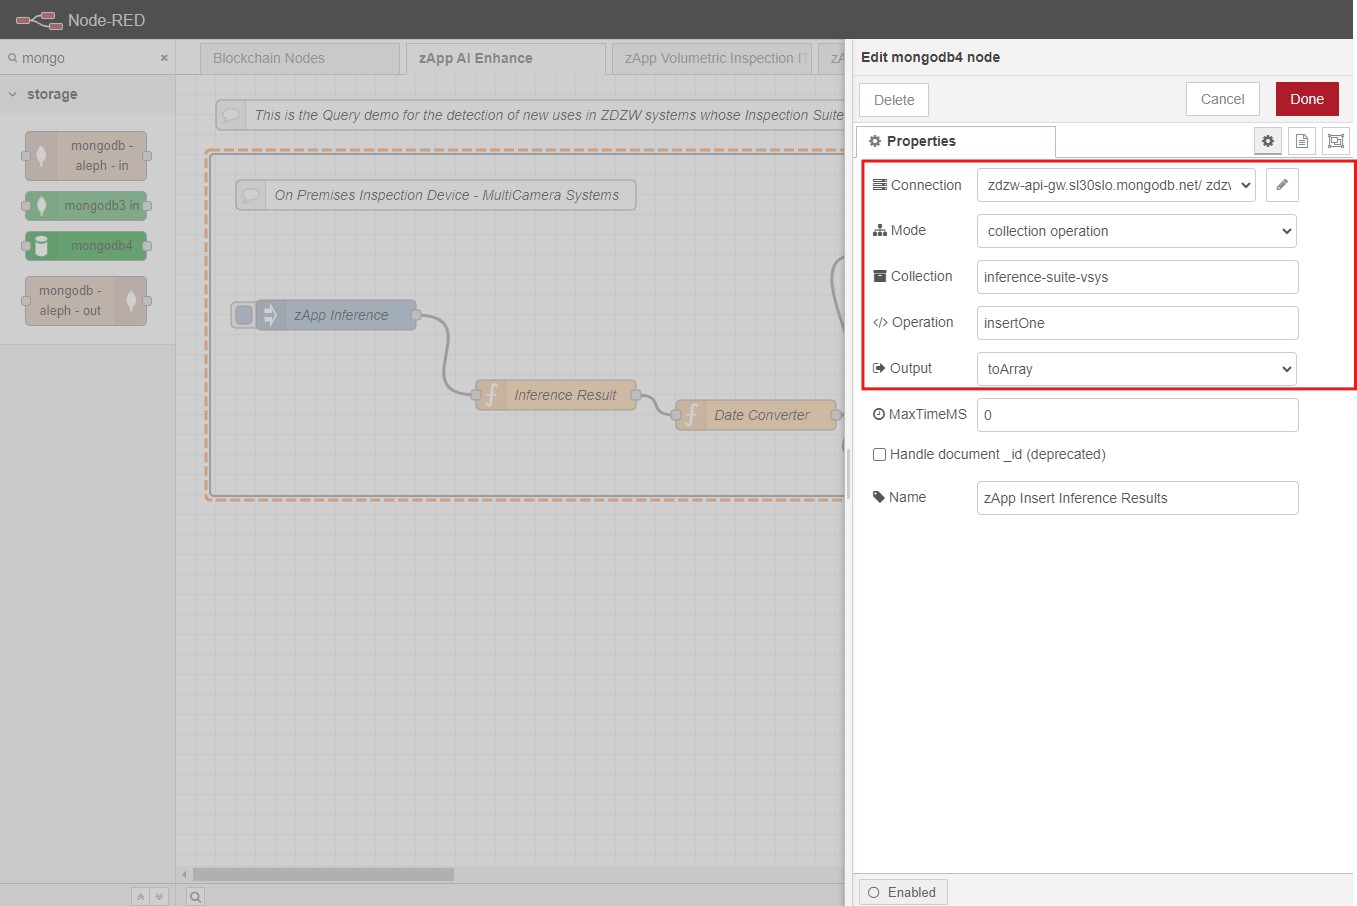 Node-RED
mongo
storage
mongodb -
aleph - in
mongodb3 in
mongodb4
mongodb -
aleph - out
Blockchain Nodes
zApp AI Enhance
zApp Volumetric Inspection
This is the Query demo for the detection of new uses in ZDZW systems whose Inspection Suite
On Premises Inspection Device - MultiCamera Systems
zApp Inference
Inference Result
Date Converter
Edit mongodb4 node
Delete
Cancel
Done
Properties
Connection
zdzw-api-gw.sl30slo.mongodb.net/ zdzv
Mode
collection operation
Collection
inference-suite-vsys
</> Operation
insertOne
Output
toArray
MaxTimeMS
0
Handle document _id (deprecated)
Name
zApp Insert Inference Results
Enabled